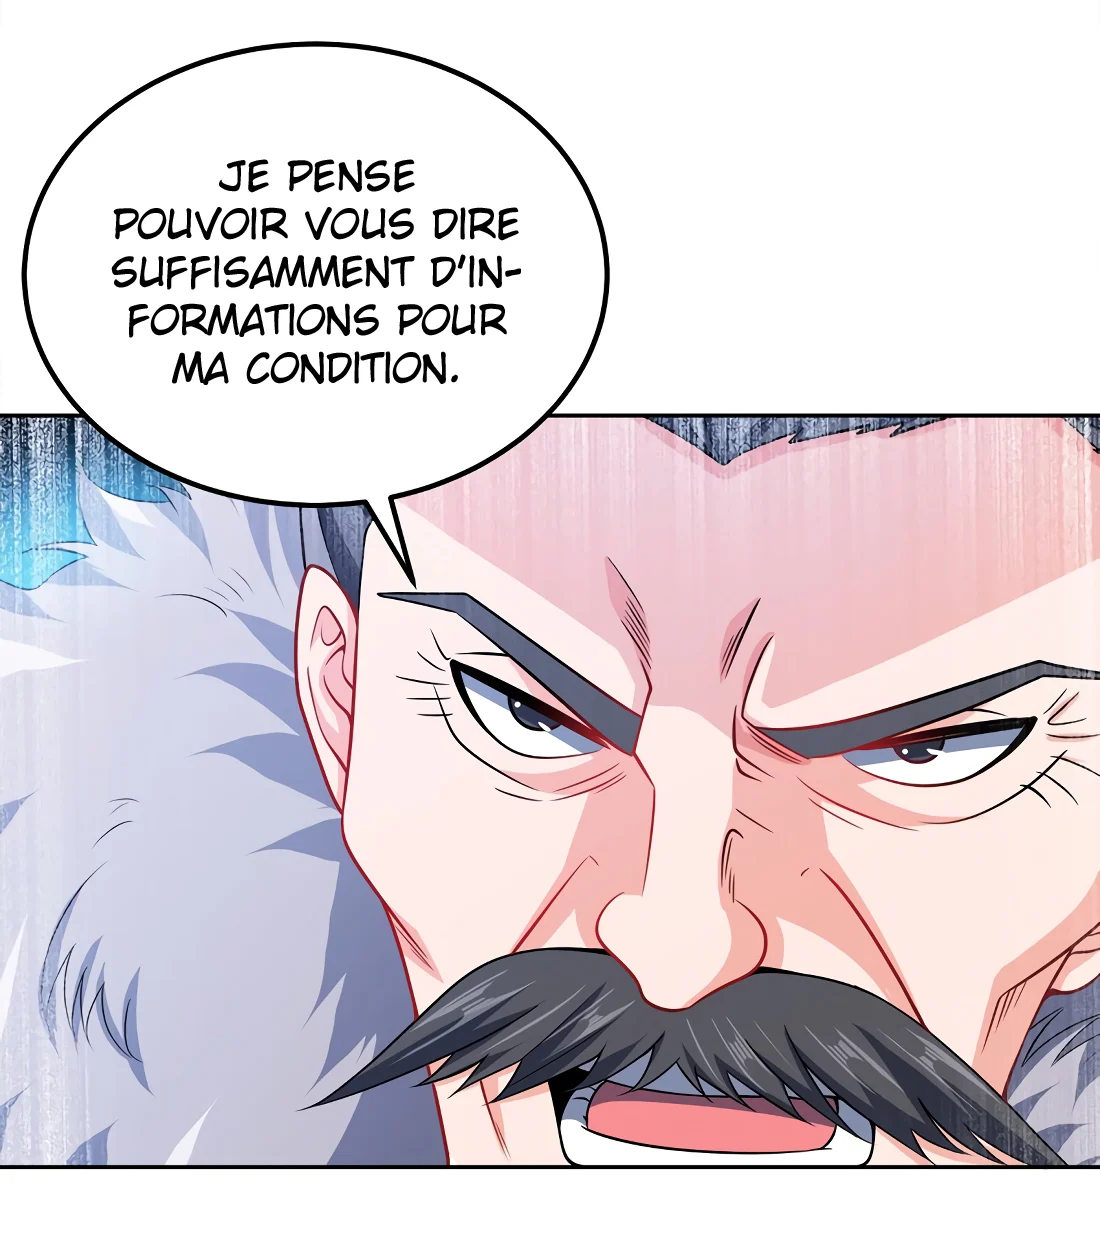 JE PENSE
POUVOIR VOUS DIRE
SUFFISAMMENT D'IN-
FORMATIONS POUR
MA CONDITION.